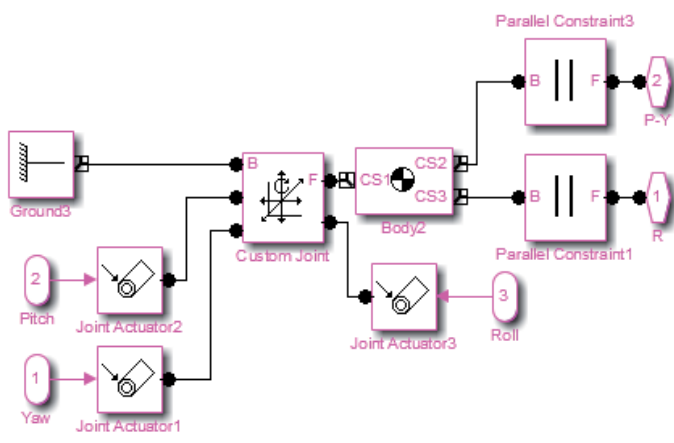 Parallel Constraint3
B
F
2
P-Y
Ground3
B
F
C
Custom Joint
CS1
CS2
CS3
Body2
B
F
1
R
Parallel Constraint1
2
Pitch
Joint Actuator2
Joint Actuator3
3
Roll
1
Yaw
Joint Actuator1